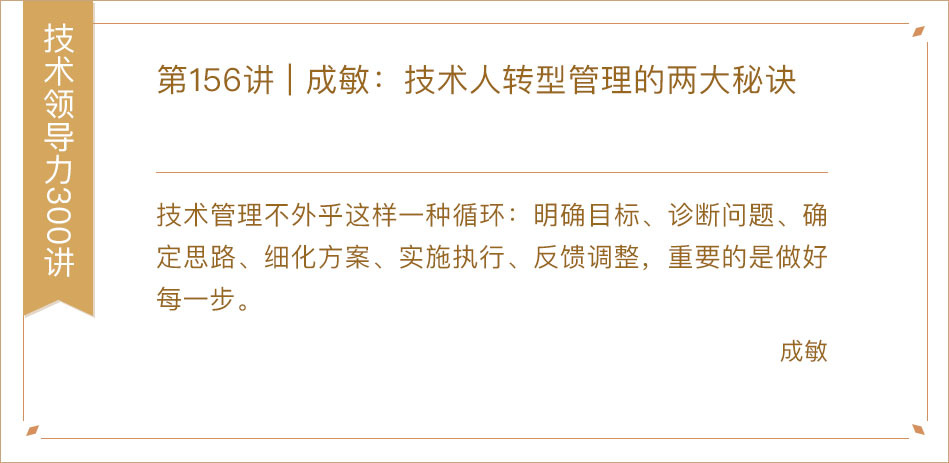 技术领导力300讲
第156讲 | 成敏：技术人转型管理的两大秘诀
技术管理不外乎这样一种循环：明确目标、诊断问题、确
定思路、细化方案、实施执行、反馈调整，重要的是做好
每一步。
成敏